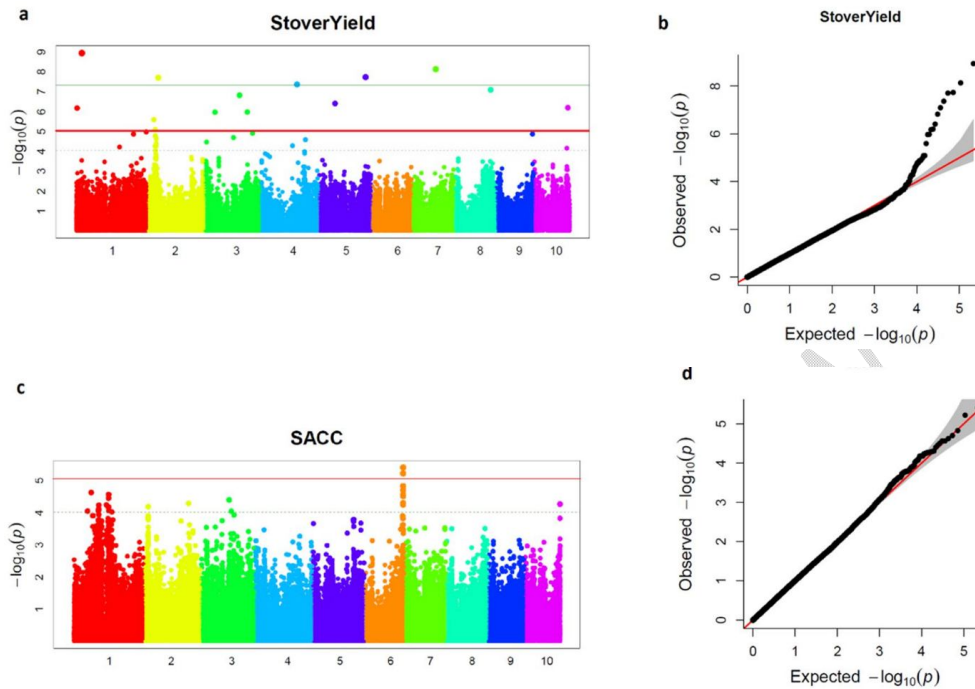 a
StoverYield
−log₁₀(p)
9
8
7
6
5
4
3
2
1
1 2 3 4 5 6 7 8 9 10
b
StoverYield
Observed −log₁₀(p)
8
6
4
2
0
0 1 2 3 4 5
Expected −log₁₀(p)
c
SACC
−log₁₀(p)
5
4
3
2
1
1 2 3 4 5 6 7 8 9 10
d
Observed −log₁₀(p)
5
4
3
2
1
0
0 1 2 3 4 5
Expected −log₁₀(p)